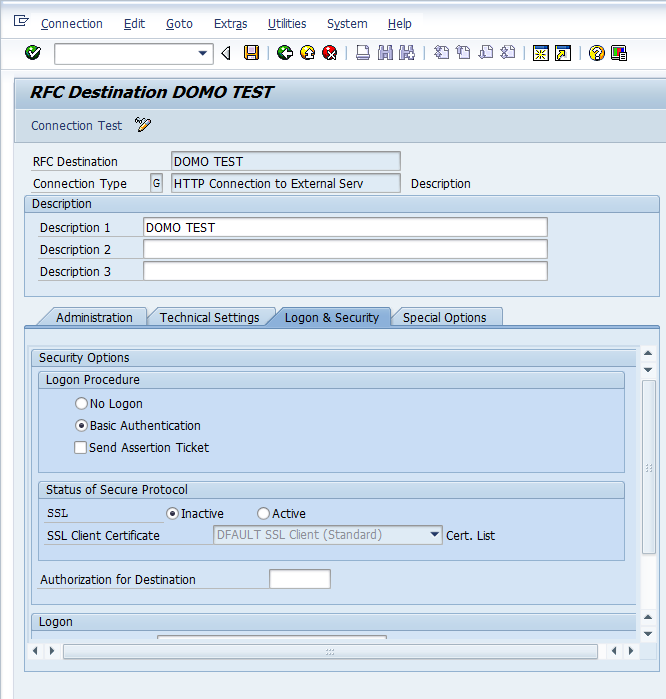 Connection Edit Goto Extras Utilities System Help
RFC Destination DOMO TEST
Connection Test
RFC Destination DOMO TEST
Connection Type G HTTP Connection to External Serv Description
Description
Description 1 DOMO TEST
Description 2
Description 3
Administration Technical Settings Logon & Security Special Options
Security Options
Logon Procedure
No Logon
Basic Authentication
Send Assertion Ticket
Status of Secure Protocol
SSL Inactive Active
SSL Client Certificate DFAULT SSL Client (Standard) Cert. List
Authorization for Destination
Logon